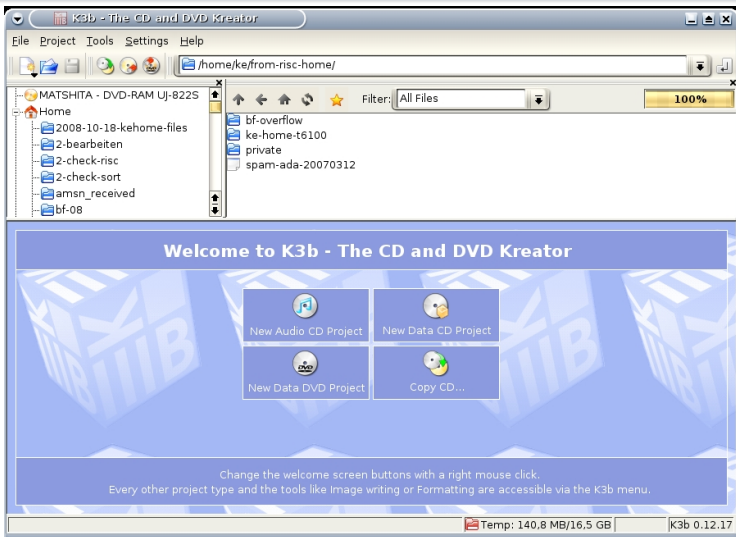 K3b - The CD and DVD Kreator
File Project Tools Settings Help
/home/ke/from-risc-home/
MATSHITA - DVD-RAM UJ-822S
Home
2008-10-18-kehome-files
2-bearbeiten
2-check-risc
2-check-sort
amsn_received
bf-08
Filter: All Files
100%
bf-overflow
ke-home-t6100
private
spam-ada-20070312
Welcome to K3b - The CD and DVD Kreator
New Audio CD Project
New Data CD Project
DVD
New Data DVD Project
Copy CD...
Change the welcome screen buttons with a right mouse click.
Every other project type and the tools like Image writing or Formatting are accessible via the K3b menu.
Temp: 140,8 MB/16,5 GB
K3b 0.12.17